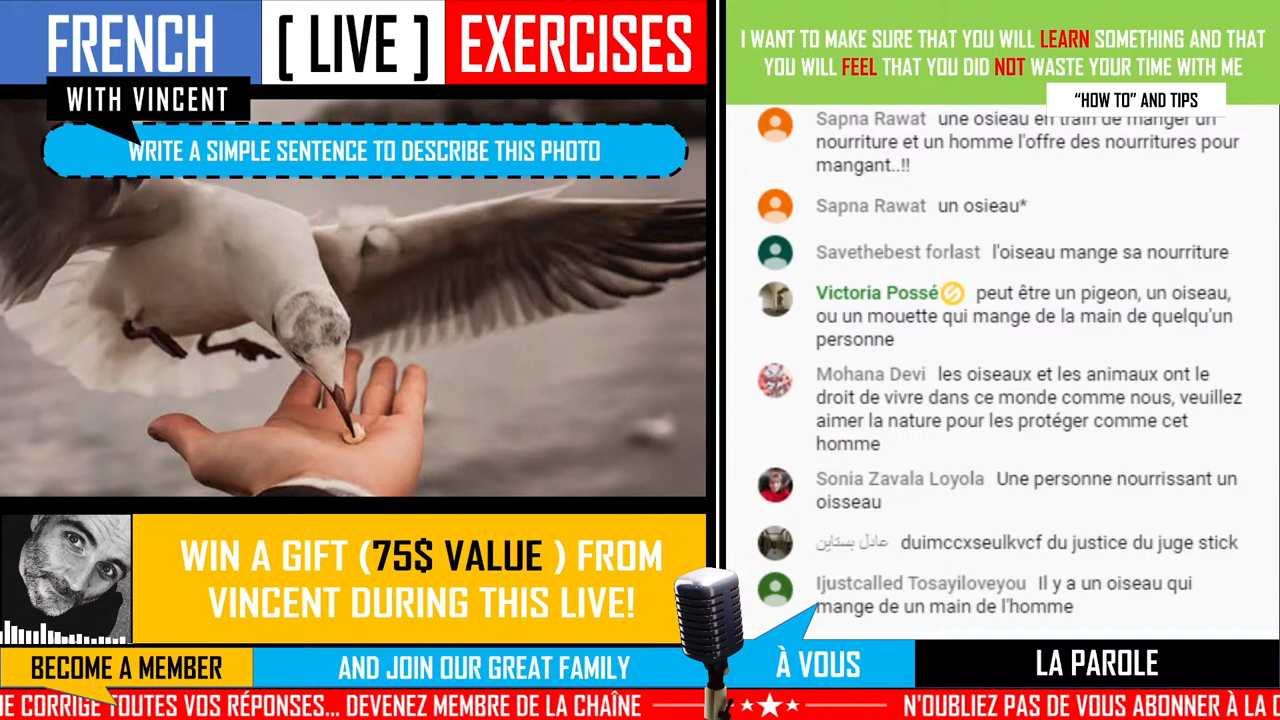 FRENCH [ LIVE ] EXERCISES
WITH VINCENT
WRITE A SIMPLE SENTENCE TO DESCRIBE THIS PHOTO
WIN A GIFT (75$ VALUE ) FROM
VINCENT DURING THIS LIVE!
I WANT TO MAKE SURE THAT YOU WILL LEARN SOMETHING AND THAT
YOU WILL FEEL THAT YOU DID NOT WASTE YOUR TIME WITH ME
“HOW TO” AND TIPS
Sapna Rawat une osieau en train de manger un
nourriture et un homme l'offre des nourritures pour
mangant..!!
Sapna Rawat un osieau*
Savethebest forlast l'oiseau mange sa nourriture
Victoria Possé peut être un pigeon, un oiseau,
ou un mouette qui mange de la main de quelqu'un
personne
Mohana Devi les oiseaux et les animaux ont le
droit de vivre dans ce monde comme nous, veuillez
aimer la nature pour les protéger comme cet
homme
Sonia Zavala Loyola Une personne nourrissant un
oisseau
عادل بستاين duimccxseulkvcf du justice du juge stick
Ijustcalled Tosayiloveyou Il y a un oiseau qui
mange de un main de l'homme
BECOME A MEMBER AND JOIN OUR GREAT FAMILY À VOUS LA PAROLE
JE CORRIGE TOUTES VOS RÉPONSES... DEVENEZ MEMBRE DE LA CHAÎNE N'OUBLIEZ PAS DE VOUS ABONNER À LA